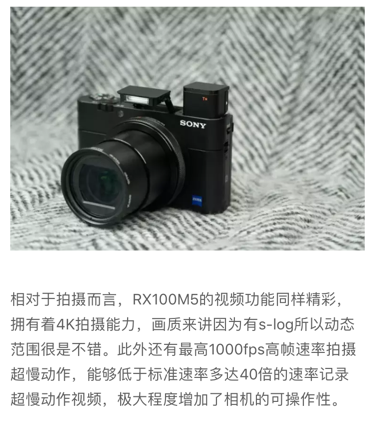 SONY
ZEISS
相对于拍摄而言，RX100M5的视频功能同样精彩，
拥有着4K拍摄能力，画质来讲因为有s-log所以动态
范围很是不错。此外还有最高1000fps高帧速率拍摄
超慢动作，能够低于标准速率多达40倍的速率记录
超慢动作视频，极大程度增加了相机的可操作性。